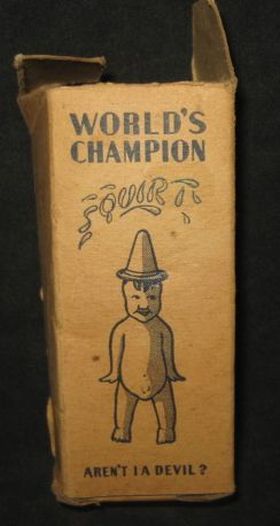 WORLD'S
CHAMPION
SQUIRT
AREN'T I A DEVIL?